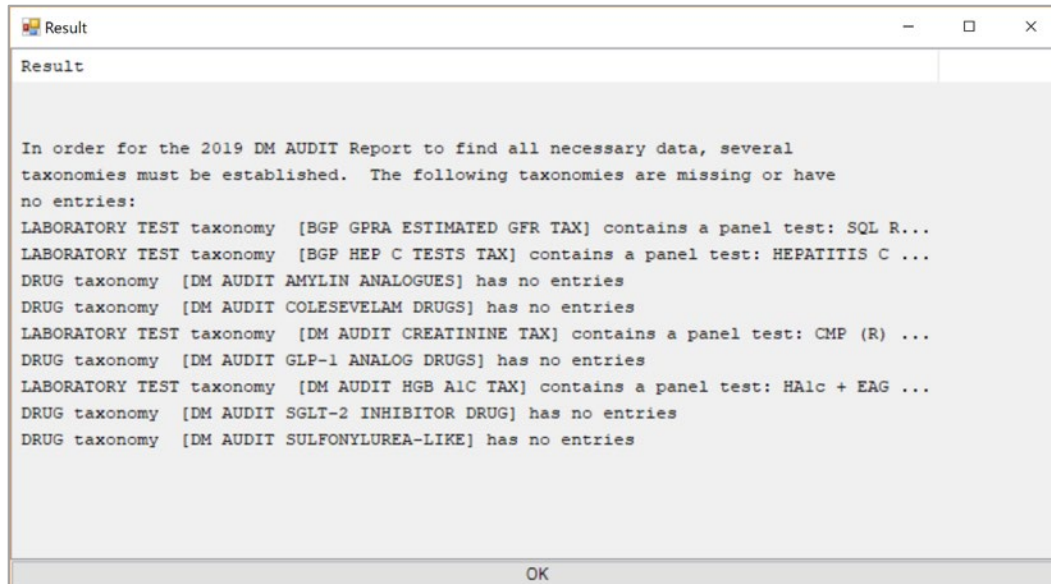 Result
Result
In order for the 2019 DM AUDIT Report to find all necessary data, several
taxonomies must be established.  The following taxonomies are missing or have
no entries:
LABORATORY TEST taxonomy  [BGP GPRA ESTIMATED GFR TAX] contains a panel test: SQL R...
LABORATORY TEST taxonomy  [BGP HEP C TESTS TAX] contains a panel test: HEPATITIS C ...
DRUG taxonomy  [DM AUDIT AMYLIN ANALOGUES] has no entries
DRUG taxonomy  [DM AUDIT COLESEVELAM DRUGS] has no entries
LABORATORY TEST taxonomy  [DM AUDIT CREATININE TAX] contains a panel test: CMP (R) ...
DRUG taxonomy  [DM AUDIT GLP-1 ANALOG DRUGS] has no entries
LABORATORY TEST taxonomy  [DM AUDIT HGB A1C TAX] contains a panel test: HA1c + EAG ...
DRUG taxonomy  [DM AUDIT SGLT-2 INHIBITOR DRUG] has no entries
DRUG taxonomy  [DM AUDIT SULFONYLUREA-LIKE] has no entries
OK